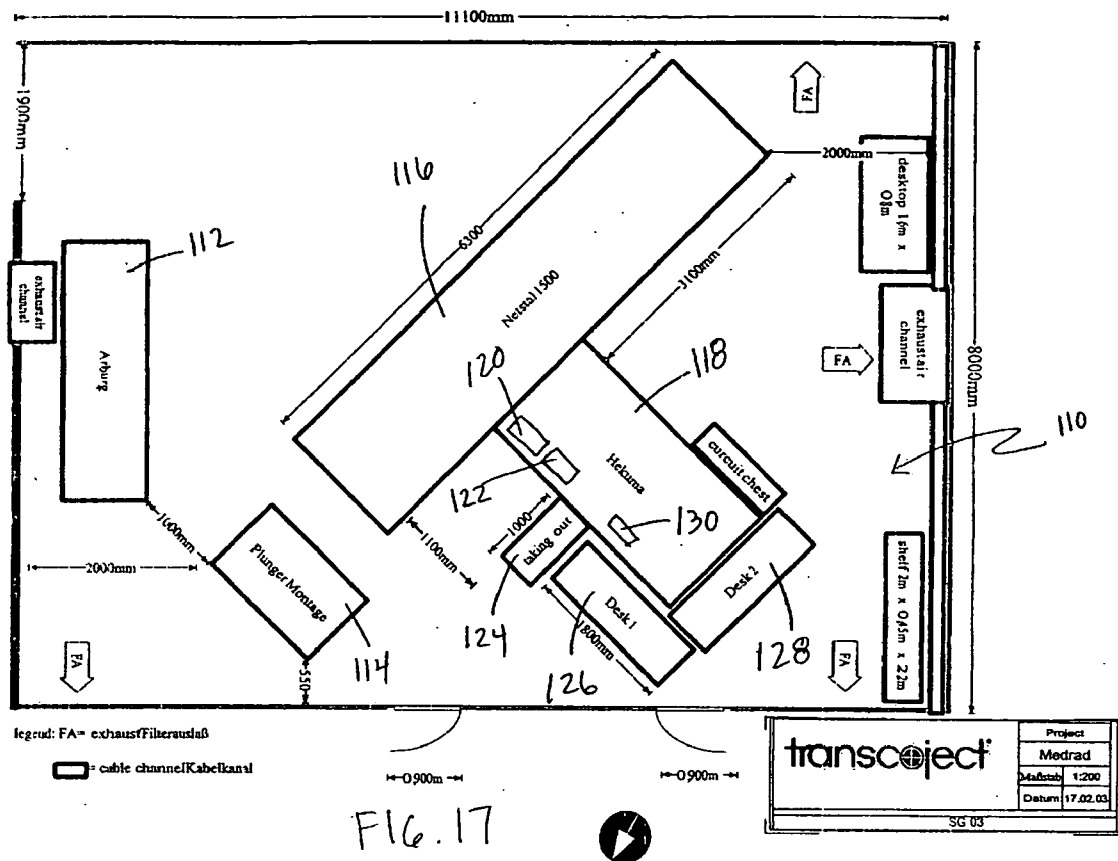 11100mm
1900mm
FA
2000mm
desktop 1.6m x
0.8m
116
6300
112
3100mm
Netstal 1500
exhaust air
channel
exhaust air
channel
Arburg
FA
8000mm
120
118
110
Hekuma
curcuit chest
122
130
1000
1100mm
taking out
1000mm
2000mm
Plunger Montage
Desk 2
shelf 2m x 0,45m x 2.2m
Desk 1
1800mm
124
114
126
128
FA
FA
550
legend: FA= exhaust/Filterauslaß
= cable channel/Kabelkanal
0.900m
0.900m
transcoject
Project
Medrad
Maßstab 1:200
Datum: 17.02.03
SG 03
FIG. 17